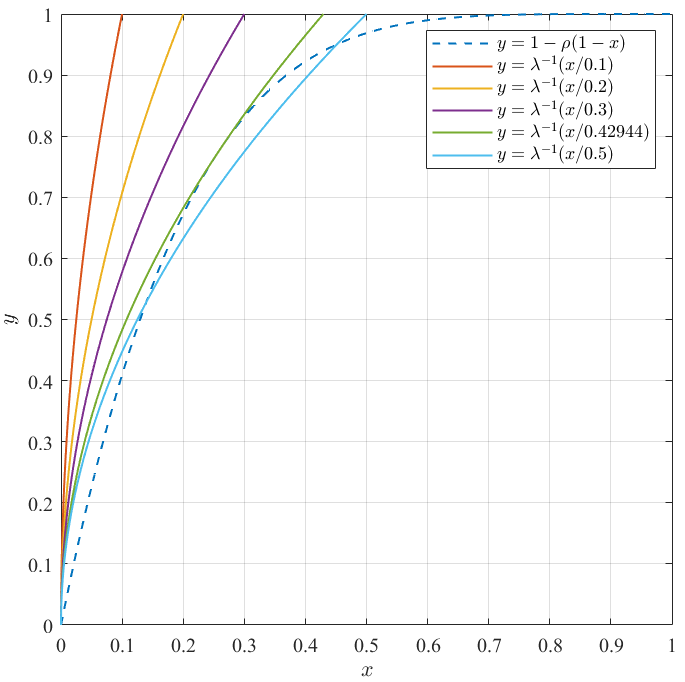 1
0.9
0.8
0.7
0.6
0.5
0.4
0.3
0.2
0.1
0
y
y = 1 − ρ(1 − x)
y = λ⁻¹(x/0.1)
y = λ⁻¹(x/0.2)
y = λ⁻¹(x/0.3)
y = λ⁻¹(x/0.42944)
y = λ⁻¹(x/0.5)
0 0.1 0.2 0.3 0.4 0.5 0.6 0.7 0.8 0.9 1
x